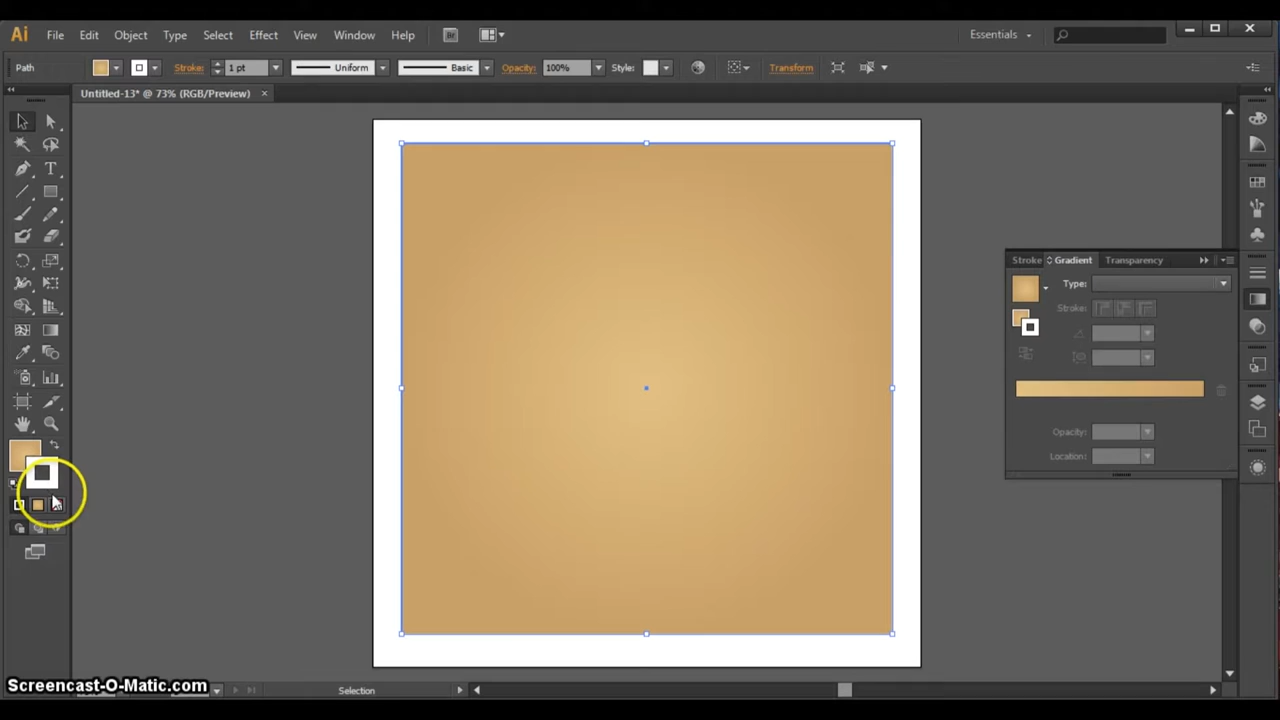 Ai File Edit Object Type Select Effect View Window Help Br Essentials
Path Stroke: 1 pt Uniform Basic Opacity: 100% Style: Transform
Untitled-13* @ 73% (RGB/Preview) ×
T
Stroke Gradient Transparency
Type:
Stroke:
Opacity:
Location:
Screencast-O-Matic.com
Selection